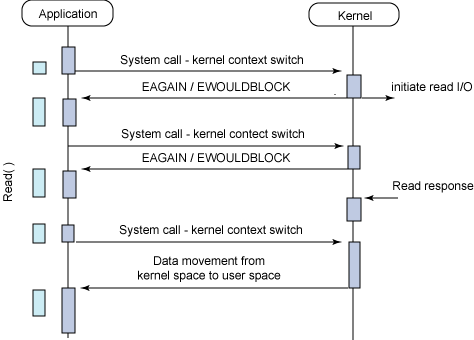 Application
Kernel
System call - kernel context switch
EAGAIN / EWOULDBLOCK
initiate read I/O
System call - kernel contect switch
EAGAIN / EWOULDBLOCK
Read( )
Read response
System call - kernel context switch
Data movement from
kernel space to user space